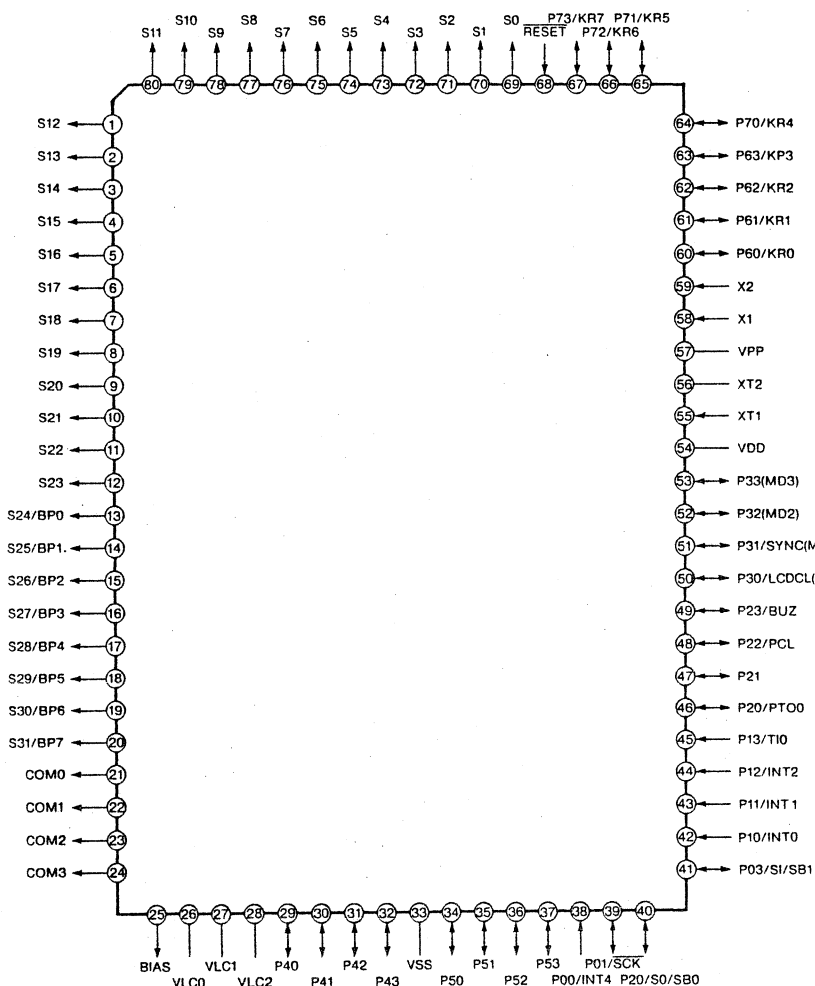 S10 S8 S6 S4 S2 S0 P73/KR7 P71/KR5
S11 S9 S7 S5 S3 S1 RESET P72/KR6
80 79 78 77 76 75 74 73 72 71 70 69 68 67 66 65
S12 1 64 P70/KR4
S13 2 63 P63/KP3
S14 3 62 P62/KR2
S15 4 61 P61/KR1
S16 5 60 P60/KR0
S17 6 59 X2
S18 7 58 X1
S19 8 57 VPP
S20 9 56 XT2
S21 10 55 XT1
S22 11 54 VDD
S23 12 53 P33(MD3)
S24/BP0 13 52 P32(MD2)
S25/BP1. 14 51 P31/SYNC(M
S26/BP2 15 50 P30/LCDCL(
S27/BP3 16 49 P23/BUZ
S28/BP4 17 48 P22/PCL
S29/BP5 18 47 P21
S30/BP6 19 46 P20/PTO0
S31/BP7 20 45 P13/TI0
COM0 21 44 P12/INT2
COM1 22 43 P11/INT1
COM2 23 42 P10/INT0
COM3 24 41 P03/SI/SB1
25 26 27 28 29 30 31 32 33 34 35 36 37 38 39 40
BIAS VLC1 P40 P42 VSS P51 P53 P01/SCK
VLC0 VLC2 P41 P43 P50 P52 P00/INT4 P20/S0/SB0